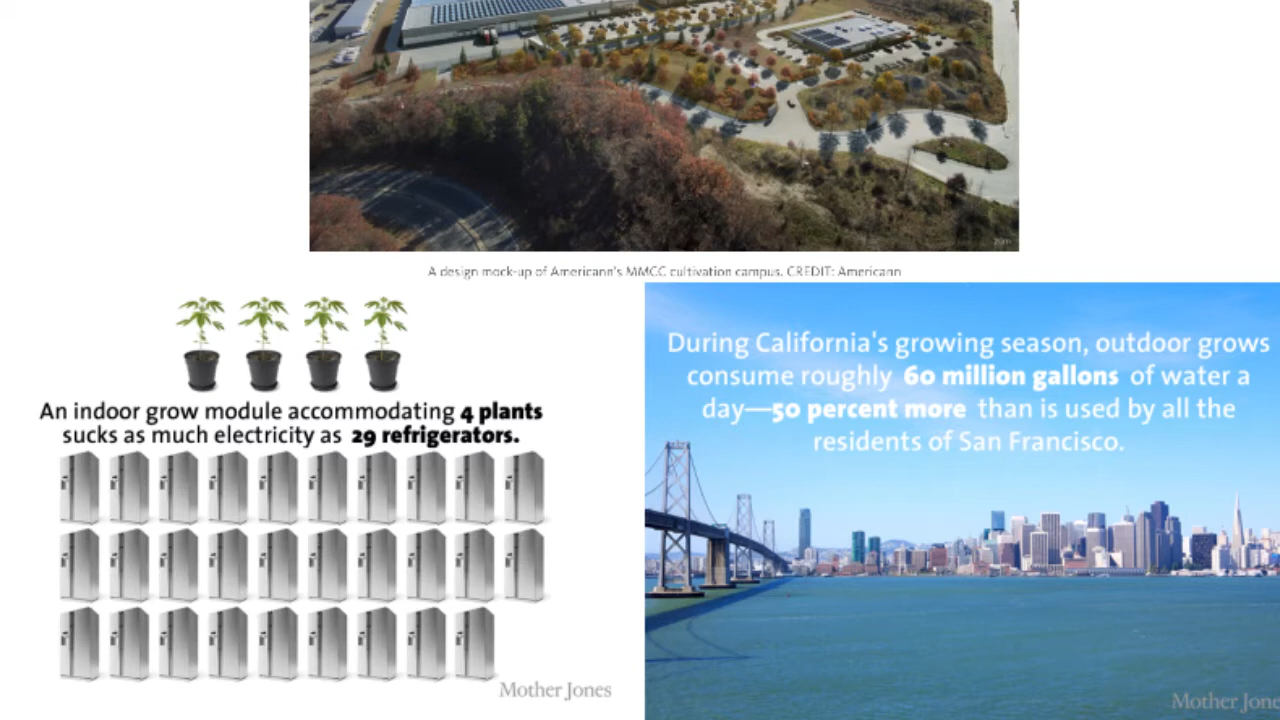 A design mock-up of Americann's MMCC cultivation campus. CREDIT: Americann
An indoor grow module accommodating 4 plants
sucks as much electricity as 29 refrigerators.
Mother Jones
During California's growing season, outdoor grows
consume roughly 60 million gallons of water a
day—50 percent more than is used by all the
residents of San Francisco.
Mother Jone